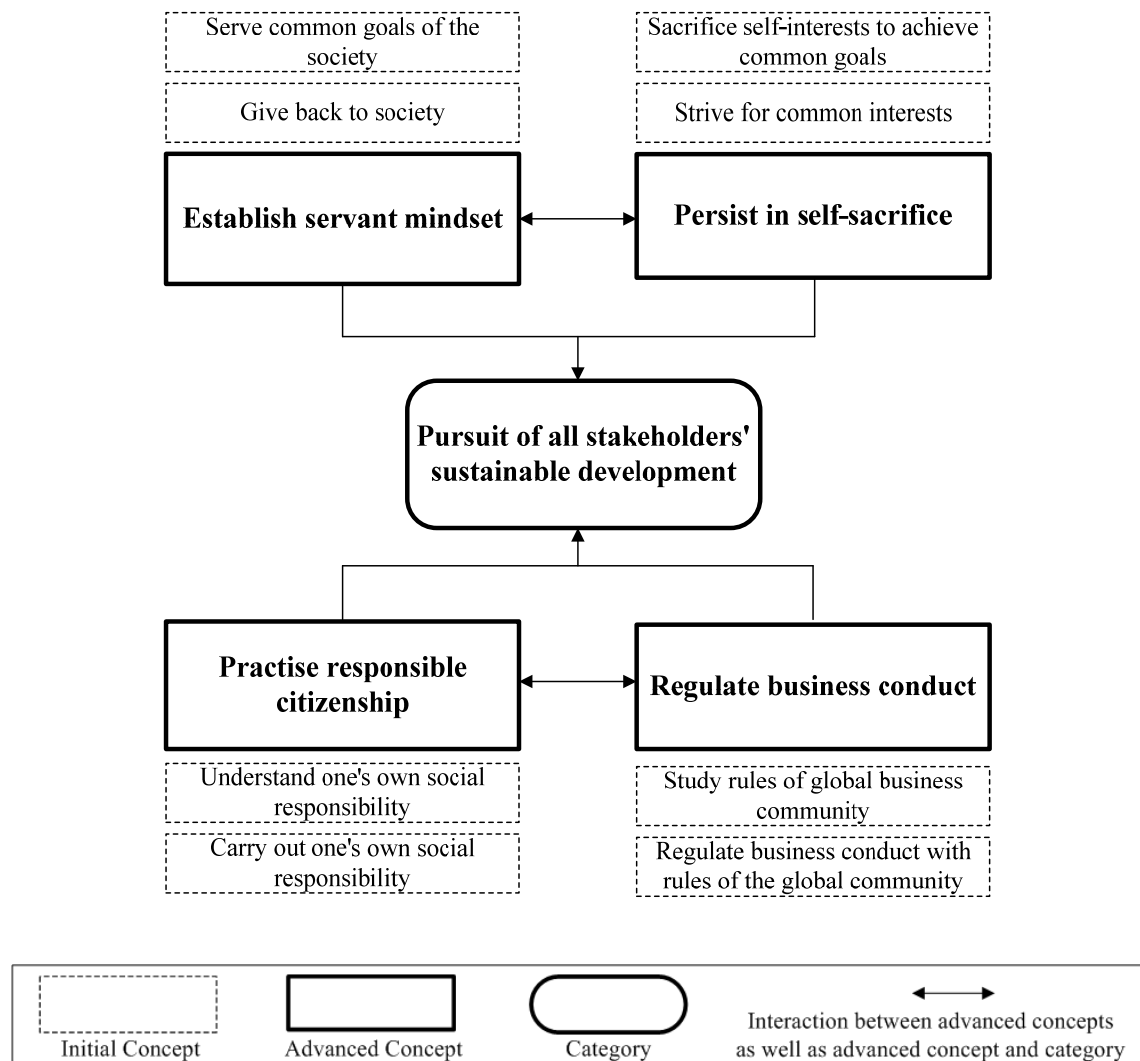 Serve common goals of the
society
Give back to society
Sacrifice self-interests to achieve
common goals
Strive for common interests
Establish servant mindset
Persist in self-sacrifice
Pursuit of all stakeholders'
sustainable development
Practise responsible
citizenship
Regulate business conduct
Understand one's own social
responsibility
Carry out one's own social
responsibility
Study rules of global business
community
Regulate business conduct with
rules of the global community
Initial Concept
Advanced Concept
Category
Interaction between advanced concepts
as well as advanced concept and category